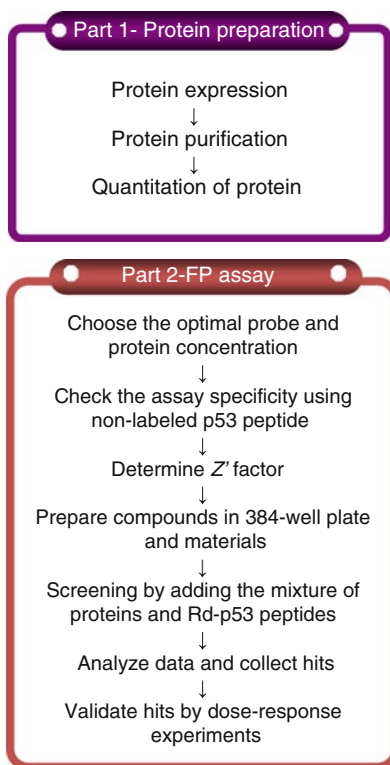 Part 1- Protein preparation
Protein expression
↓
Protein purification
↓
Quantitation of protein
Part 2-FP assay
Choose the optimal probe and
protein concentration
↓
Check the assay specificity using
non-labeled p53 peptide
↓
Determine Z' factor
↓
Prepare compounds in 384-well plate
and materials
↓
Screening by adding the mixture of
proteins and Rd-p53 peptides
↓
Analyze data and collect hits
↓
Validate hits by dose-response
experiments